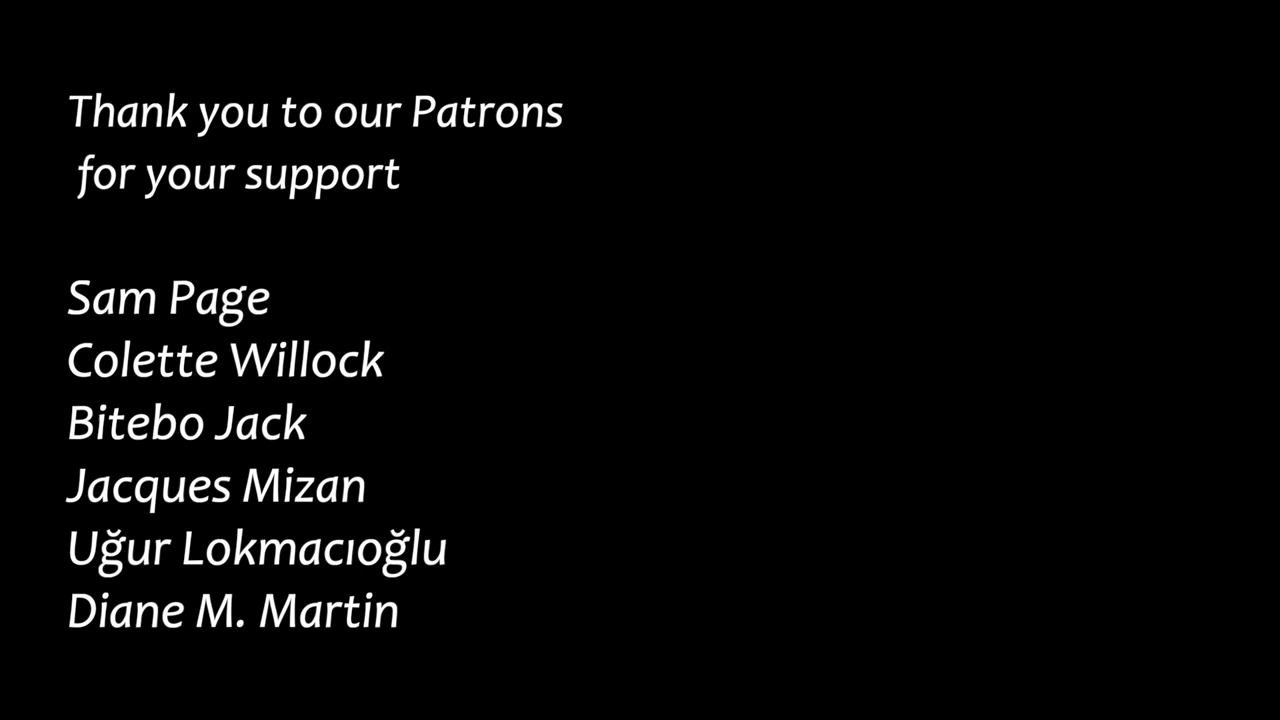 Thank you to our Patrons
for your support
Sam Page
Colette Willock
Bitebo Jack
Jacques Mizan
Uğur Lokmacıoğlu
Diane M. Martin